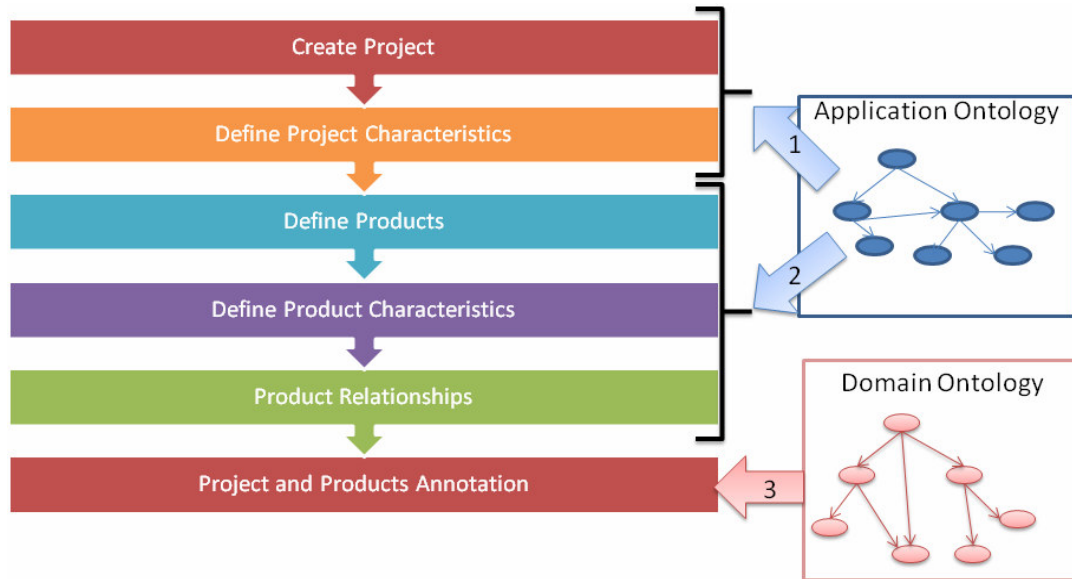 Create Project
Define Project Characteristics
Define Products
Define Product Characteristics
Product Relationships
Project and Products Annotation
Application Ontology
1
2
Domain Ontology
3